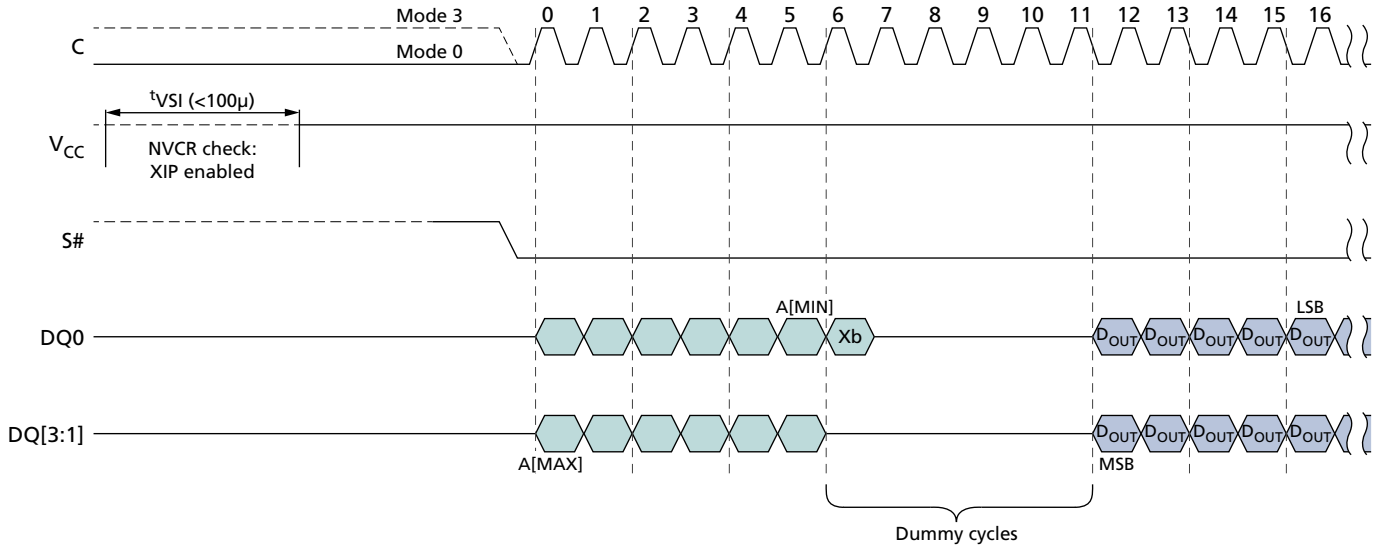 Mode 3
0 1 2 3 4 5 6 7 8 9 10 11 12 13 14 15 16
C
Mode 0
tVSI (<100µ)
VCC
NVCR check:
XIP enabled
S#
A[MIN]
LSB
DQ0
Xb
DOUT DOUT DOUT DOUT DOUT
DQ[3:1]
DOUT DOUT DOUT DOUT DOUT
A[MAX]
MSB
Dummy cycles